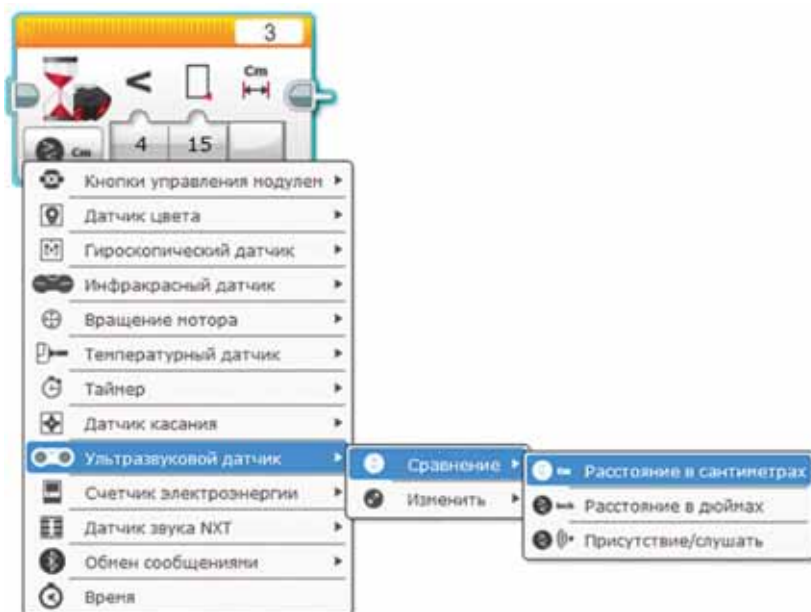 3
< Cm
Cm 4 15
Кнопки управления модулем
Датчик цвета
Гироскопический датчик
Инфракрасный датчик
Вращение мотора
Температурный датчик
Таймер
Датчик касания
Ультразвуковой датчик
Сравнение
Расстояние в сантиметрах
Счетчик электроэнергии
Изменить
Расстояние в дюймах
Датчик звука NXT
Присутствие/слушать
Обмен сообщениями
Время